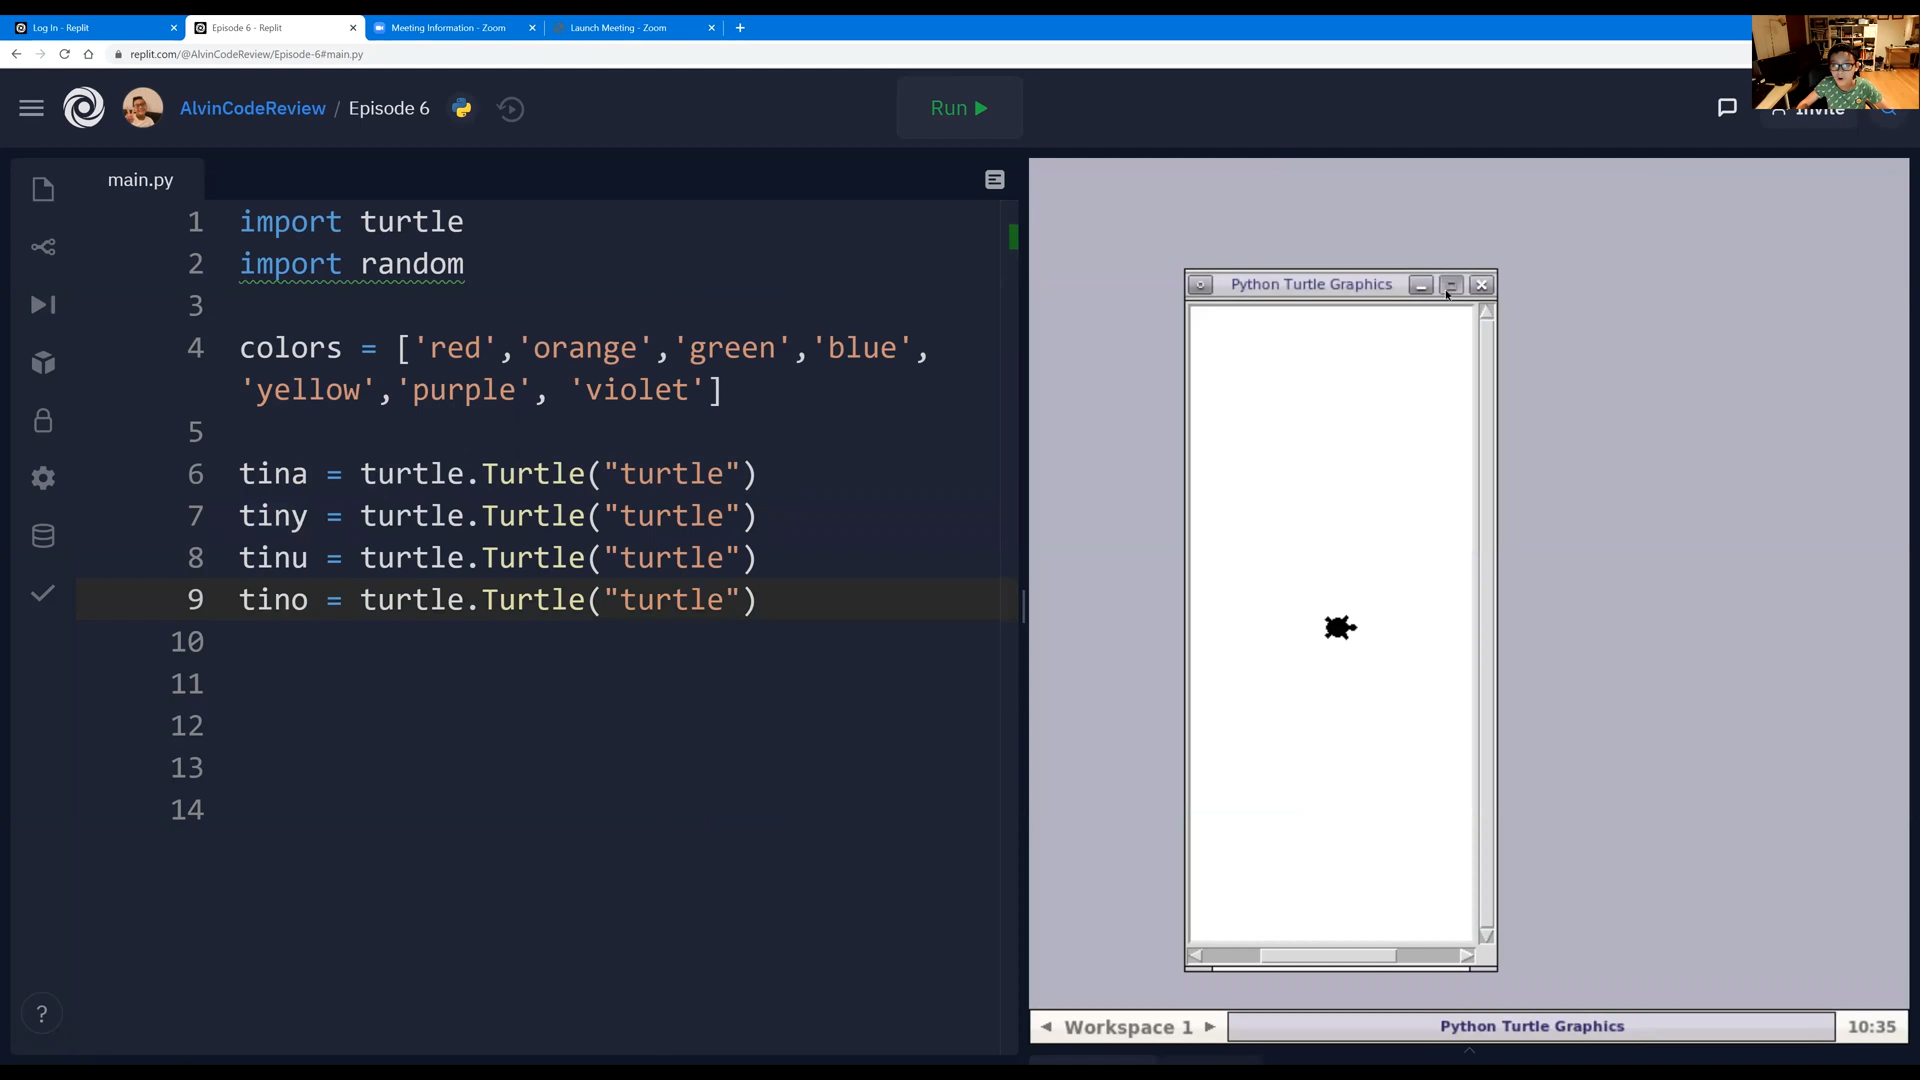 Log In - Replit
Episode 6 - Replit
Meeting Information - Zoom
Launch Meeting - Zoom
replit.com/@AlvinCodeReview/Episode-6#main.py
AlvinCodeReview / Episode 6
Run
Invite
main.py
1 import turtle
2 import random
3
4 colors = ['red','orange','green','blue',
'yellow','purple', 'violet']
5
6 tina = turtle.Turtle("turtle")
7 tiny = turtle.Turtle("turtle")
8 tinu = turtle.Turtle("turtle")
9 tino = turtle.Turtle("turtle")
10
11
12
13
14
?
Python Turtle Graphics
Workspace 1
Python Turtle Graphics
10:35